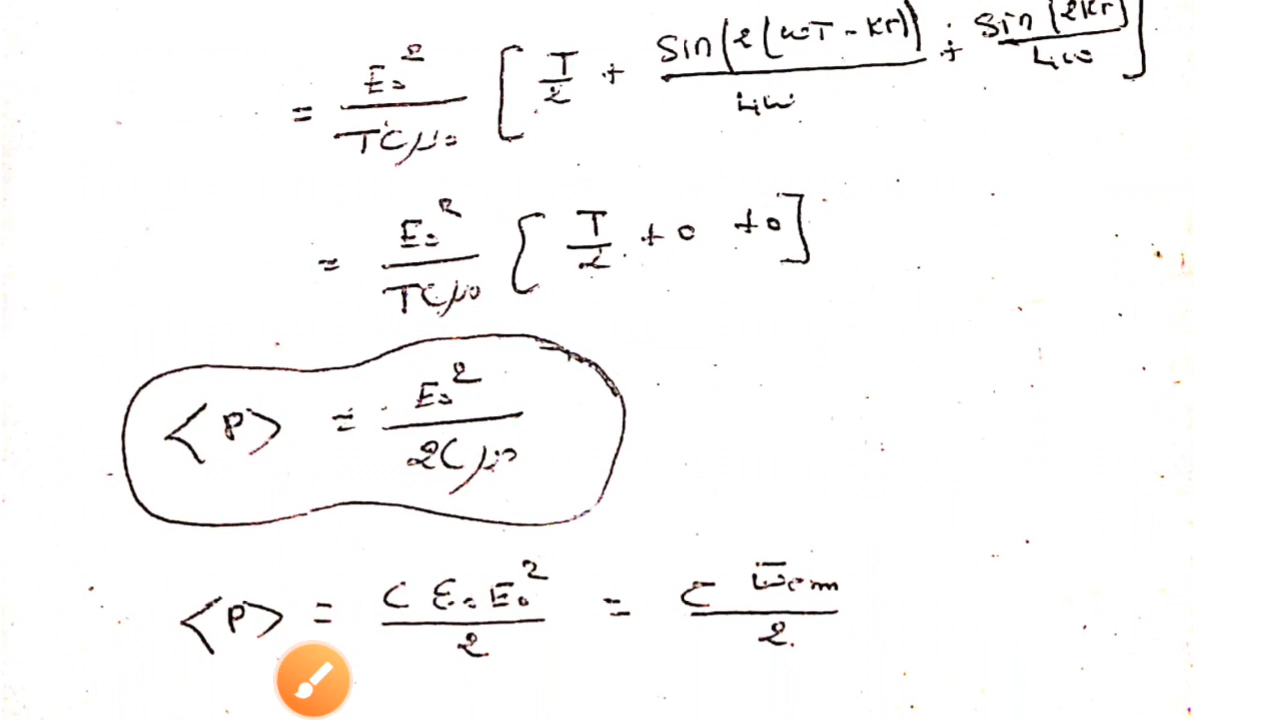 = E₀² / TCμ₀ [ T/2 + Sin(2(ωT - Kr)) / 4ω + Sin(2Kr) / 4ω ]
= E₀² / TCμ₀ [ T/2 + 0 + 0 ]
<P> = E₀² / 2Cμ₀
<P> = C ε₀ E₀² / 2 = C ω̅em / 2